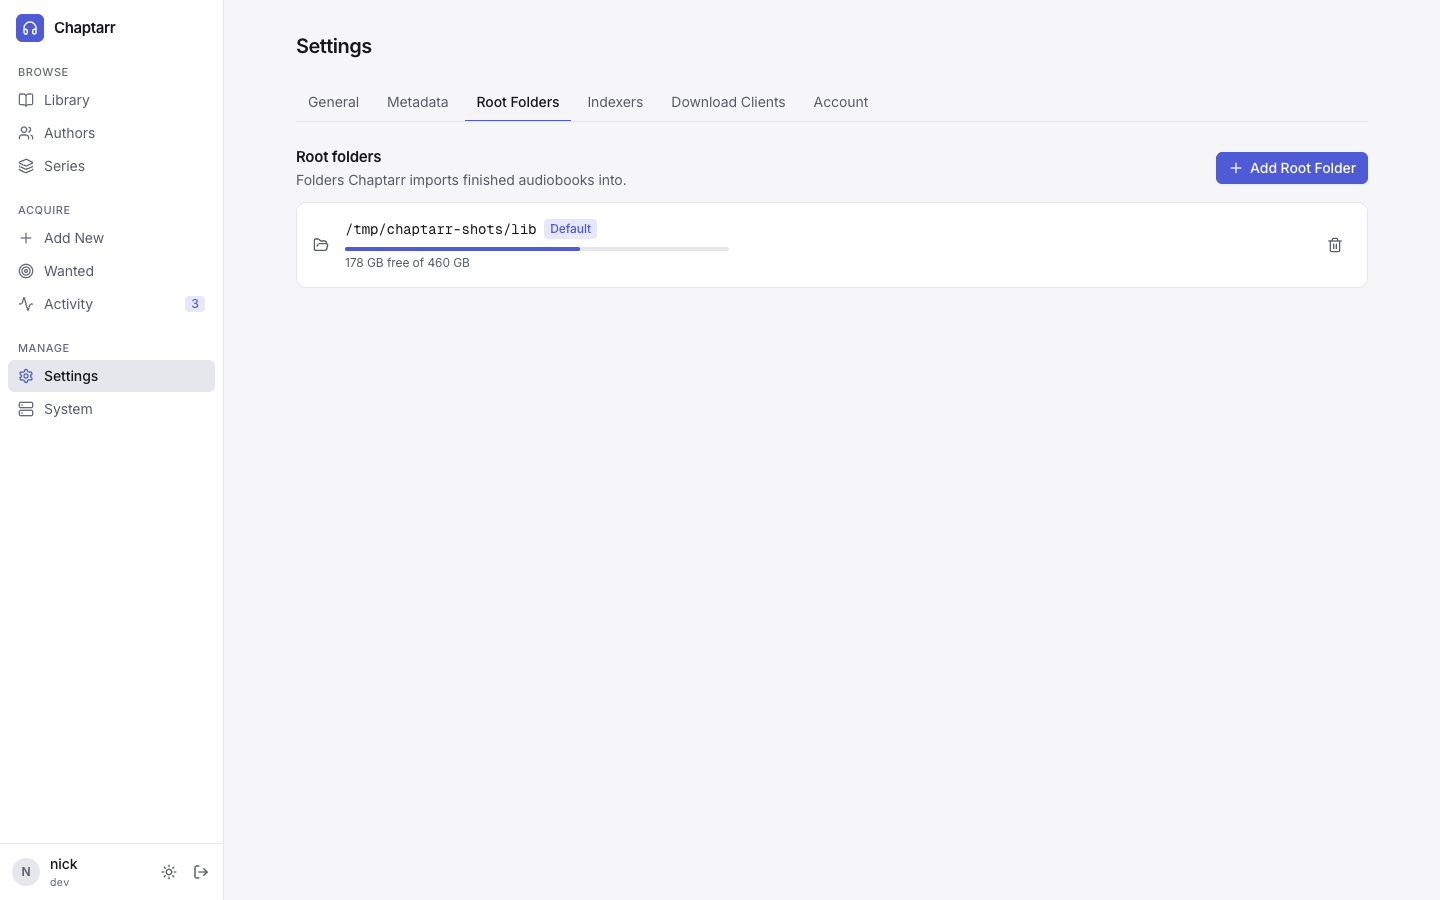 Chaptarr
BROWSE
Library
Authors
Series
ACQUIRE
Add New
Wanted
Activity 3
MANAGE
Settings
System
N
nick
dev
Settings
General Metadata Root Folders Indexers Download Clients Account
Root folders
Folders Chaptarr imports finished audiobooks into.
Add Root Folder
/tmp/chaptarr-shots/lib Default
178 GB free of 460 GB